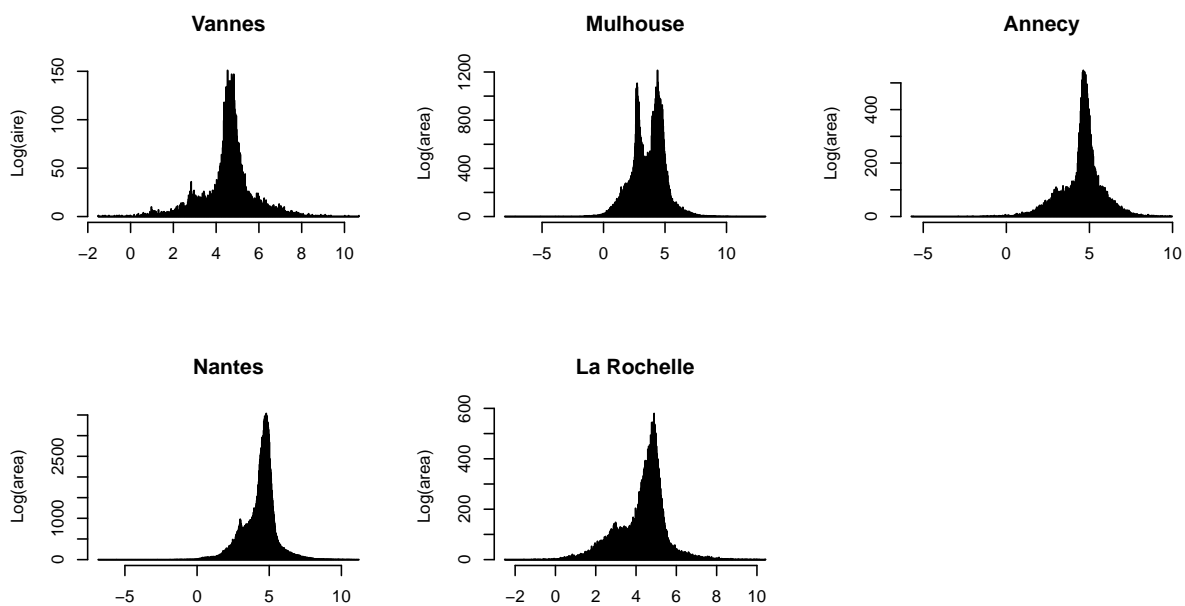 Vannes
Log(aire)
0 50 100 150
−2 0 2 4 6 8 10
Mulhouse
Log(area)
0 400 800 1200
−5 0 5 10
Annecy
Log(area)
0 200 400
−5 0 5 10
Nantes
Log(area)
0 1000 2500
−5 0 5 10
La Rochelle
Log(area)
0 200 400 600
−2 0 2 4 6 8 10